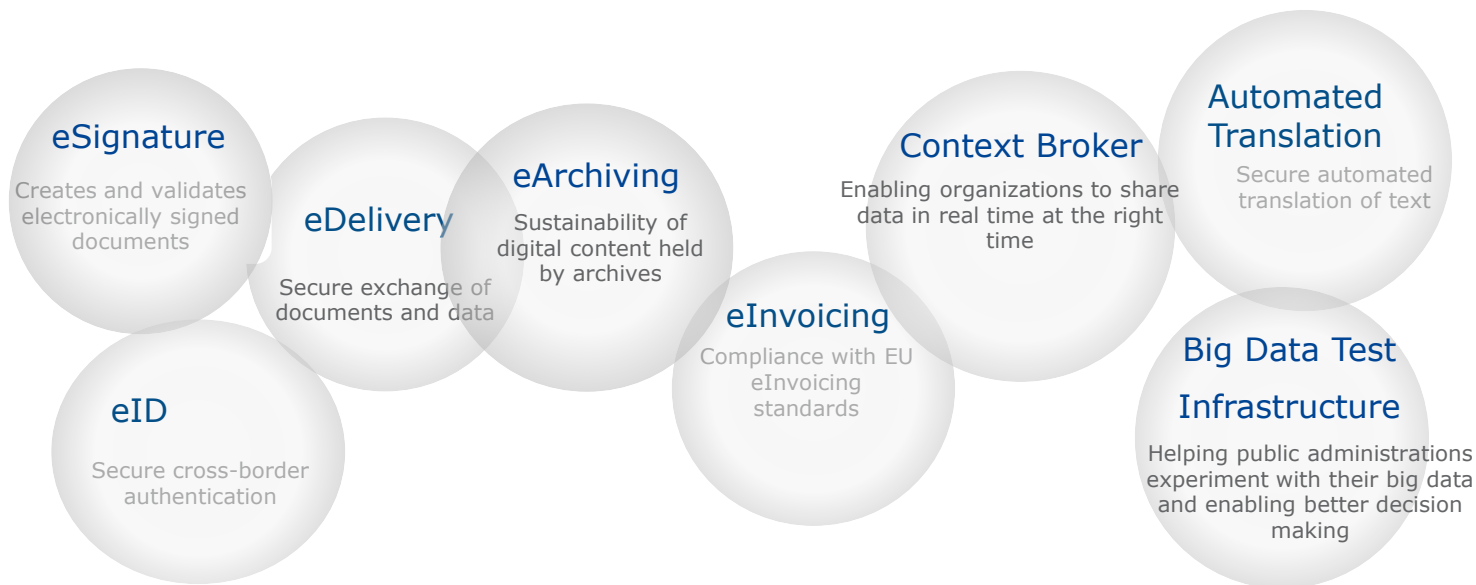 eSignature
Creates and validates
electronically signed
documents
eID
Secure cross-border
authentication
eDelivery
Secure exchange of
documents and data
eArchiving
Sustainability of
digital content held
by archives
eInvoicing
Compliance with EU
eInvoicing
standards
Context Broker
Enabling organizations to share
data in real time at the right
time
Automated
Translation
Secure automated
translation of text
Big Data Test
Infrastructure
Helping public administrations
experiment with their big data
and enabling better decision
making